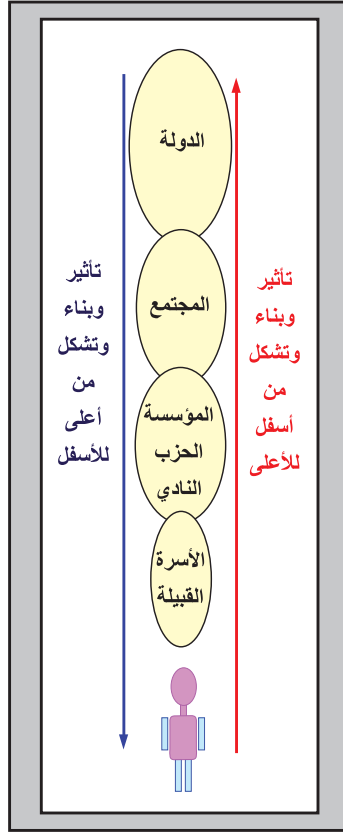 الدولة
المجتمع
المؤسسة
الحزب
النادي
الأسرة
القبيلة
تأثير
وبناء
وتشكل
من
أسفل
للأعلى
تأثير
وبناء
وتشكل
من
أعلى
للأسفل